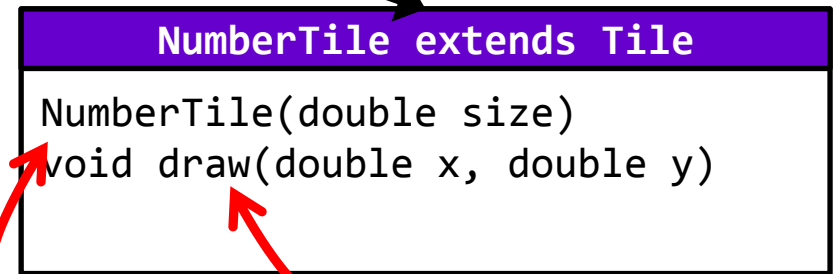 NumberTile extends Tile
NumberTile(double size)
void draw(double x, double y)